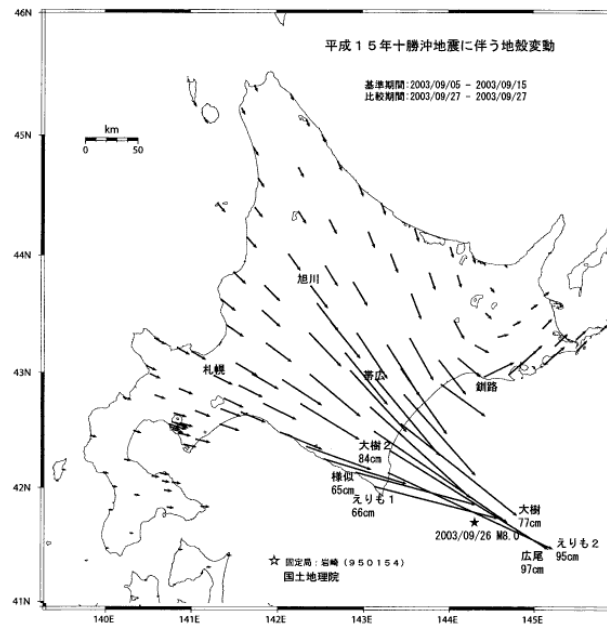 46N
平成１５年十勝沖地震に伴う地殻変動
基準期間:2003/09/05 - 2003/09/15
比較期間:2003/09/27 - 2003/09/27
km
0 50
45N
44N
旭川
43N
札幌
帯広
釧路
大樹２
84cm
42N
様似
65cm
えりも１
66cm
大樹
77cm
2003/09/26 M8.0
えりも２
95cm
広尾
97cm
☆ 固定局:岩崎（950154）
国土地理院
41N
140E 141E 142E 143E 144E 145E